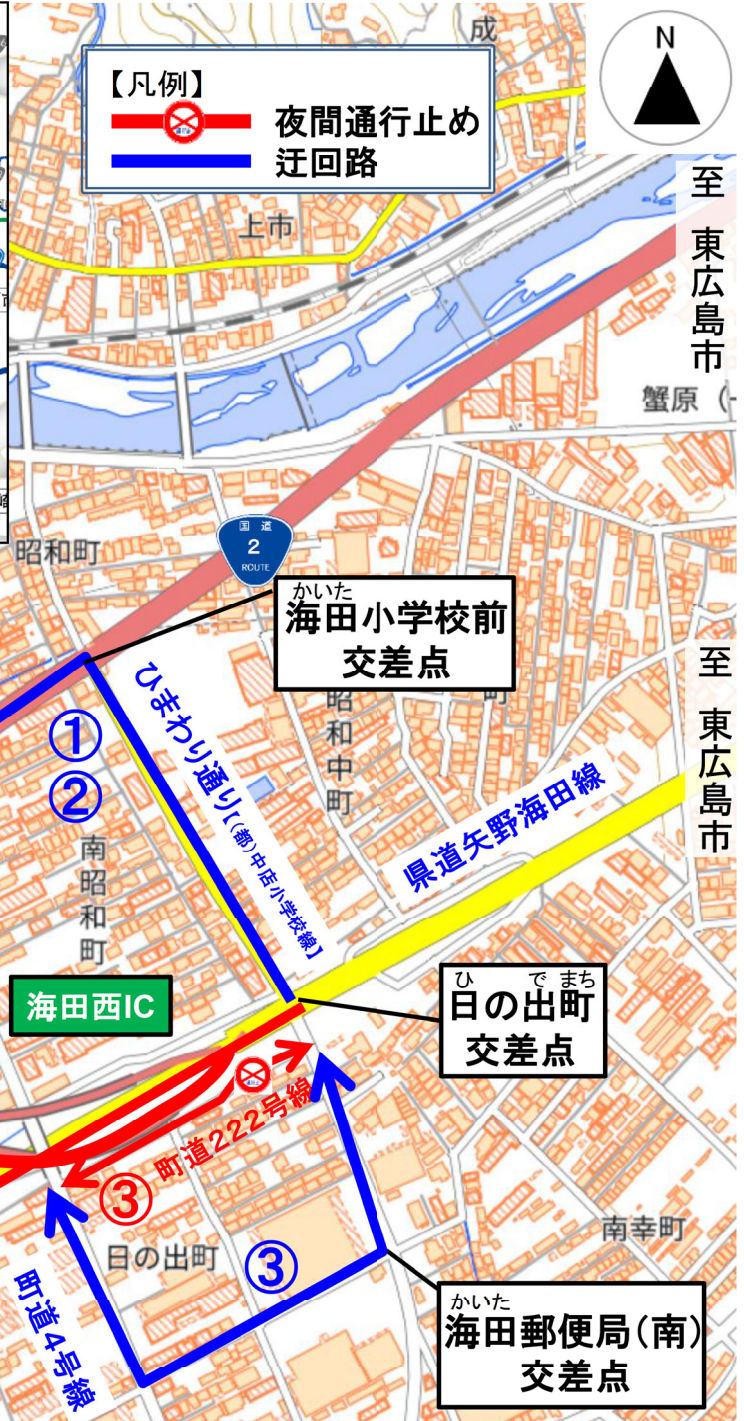 成
N
【凡例】
夜間通行止め
迂回路
上市
至 東広島市
蟹原
昭和町
国道
2
ROUTE
かいた
海田小学校前
交差点
ひまわり通り【(都)中店小学校線】
昭和中町
町
至 東広島市
①
②
県道矢野海田線
南昭和町
海田西IC
ひ で まち
日の出町
交差点
町道222号線
③
日の出町
③
南幸町
町道4号線
かいた
海田郵便局(南)
交差点